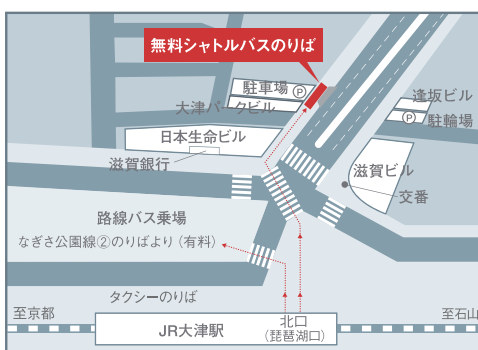 無料シャトルバスのりば
駐車場 P
大津パークビル
日本生命ビル
滋賀銀行
逢坂ビル
P 駐輪場
滋賀ビル
交番
路線バス乗場
なぎさ公園線②のりばより（有料）
タクシーのりば
至京都
JR大津駅
北口
（琵琶湖口）
至石山